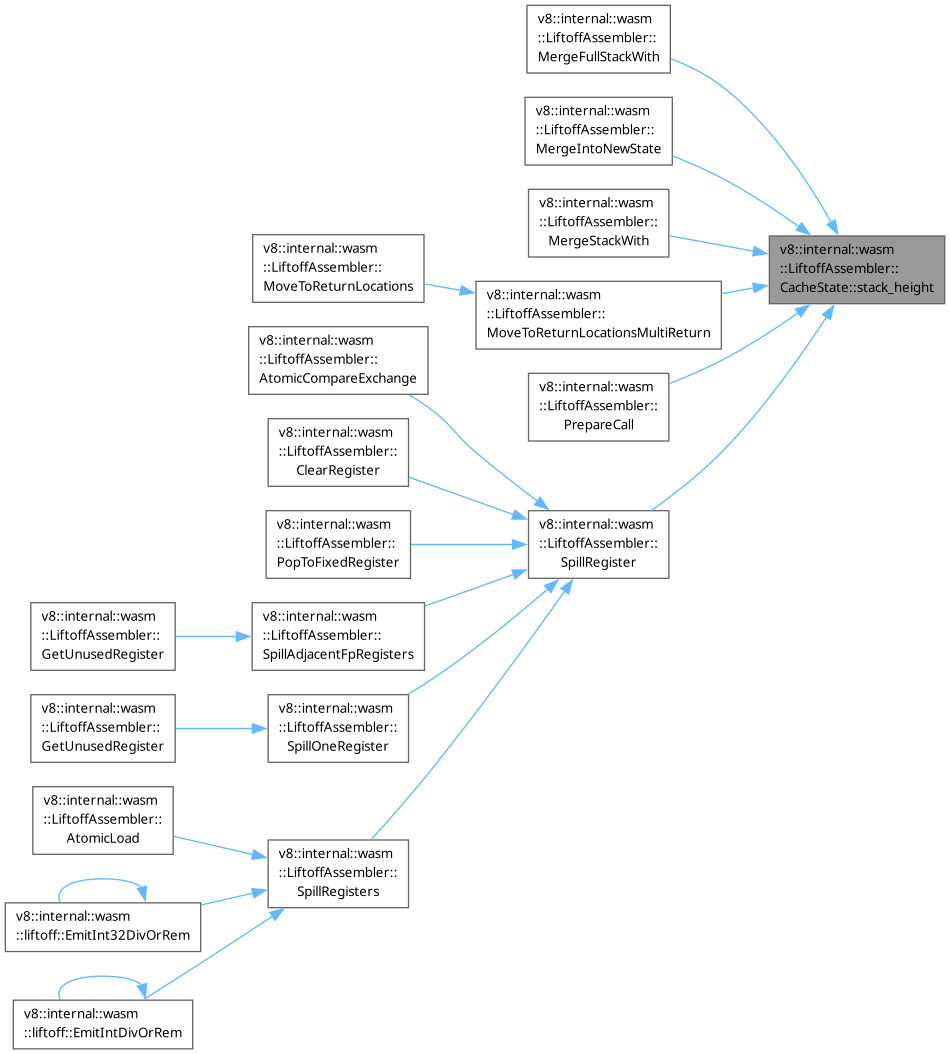 v8::internal::wasm
::LiftoffAssembler::
MergeFullStackWith
v8::internal::wasm
::LiftoffAssembler::
MergeIntoNewState
v8::internal::wasm
::LiftoffAssembler::
MergeStackWith
v8::internal::wasm
::LiftoffAssembler::
CacheState::stack_height
v8::internal::wasm
::LiftoffAssembler::
MoveToReturnLocations
v8::internal::wasm
::LiftoffAssembler::
MoveToReturnLocationsMultiReturn
v8::internal::wasm
::LiftoffAssembler::
AtomicCompareExchange
v8::internal::wasm
::LiftoffAssembler::
PrepareCall
v8::internal::wasm
::LiftoffAssembler::
ClearRegister
v8::internal::wasm
::LiftoffAssembler::
PopToFixedRegister
v8::internal::wasm
::LiftoffAssembler::
SpillRegister
v8::internal::wasm
::LiftoffAssembler::
GetUnusedRegister
v8::internal::wasm
::LiftoffAssembler::
SpillAdjacentFpRegisters
v8::internal::wasm
::LiftoffAssembler::
GetUnusedRegister
v8::internal::wasm
::LiftoffAssembler::
SpillOneRegister
v8::internal::wasm
::LiftoffAssembler::
AtomicLoad
v8::internal::wasm
::LiftoffAssembler::
SpillRegisters
v8::internal::wasm
::liftoff::EmitInt32DivOrRem
v8::internal::wasm
::liftoff::EmitIntDivOrRem